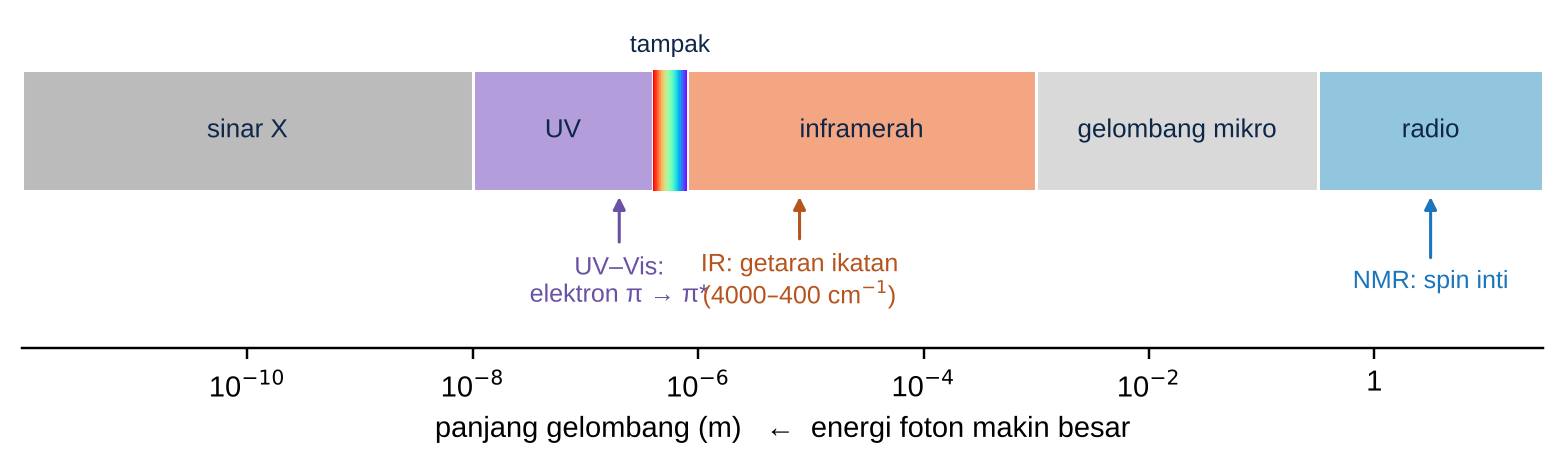 tampak
sinar X
UV
inframerah
gelombang mikro
radio
UV–Vis:
elektron π → π*
IR: getaran ikatan
(4000–400 cm⁻¹)
NMR: spin inti
10⁻¹⁰
10⁻⁸
10⁻⁶
10⁻⁴
10⁻²
1
panjang gelombang (m) ← energi foton makin besar